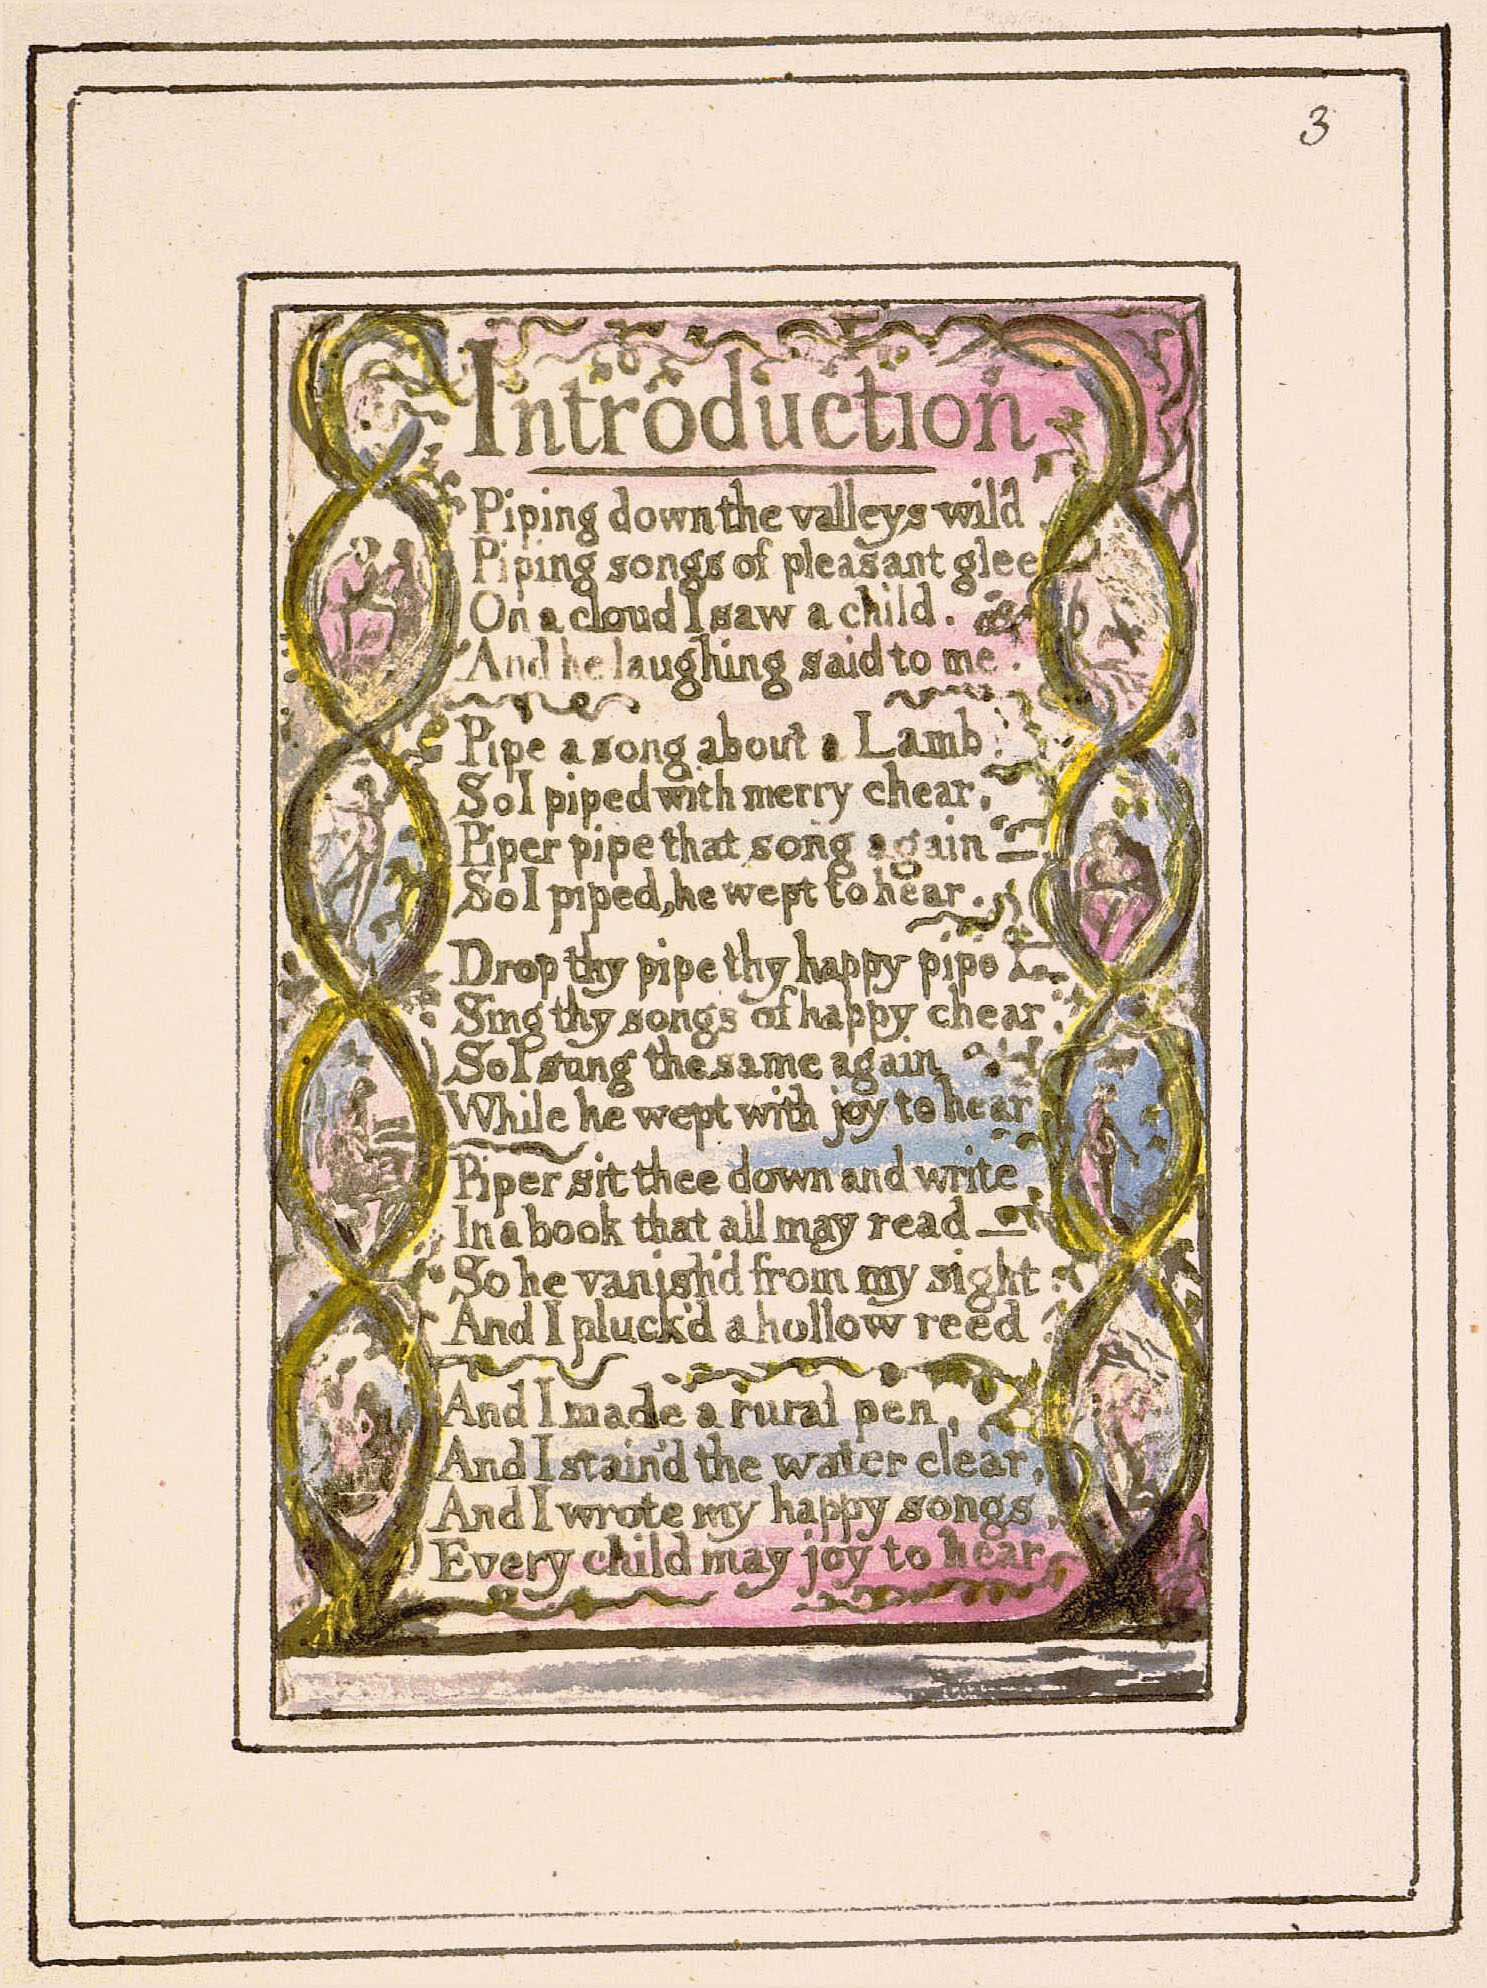 3
Introduction
Piping down the valleys wild
Piping songs of pleasant glee
On a cloud I saw a child.
And he laughing said to me.
Pipe a song about a Lamb:
So I piped with merry chear,
Piper pipe that song again—
So I piped, he wept to hear.
Drop thy pipe thy happy pipe
Sing thy songs of happy chear,
So I sung the same again
While he wept with joy to hear
Piper sit thee down and write
In a book that all may read—
So he vanish'd from my sight
And I pluck'd a hollow reed
And I made a rural pen,
And I stain'd the water clear,
And I wrote my happy songs,
Every child may joy to hear